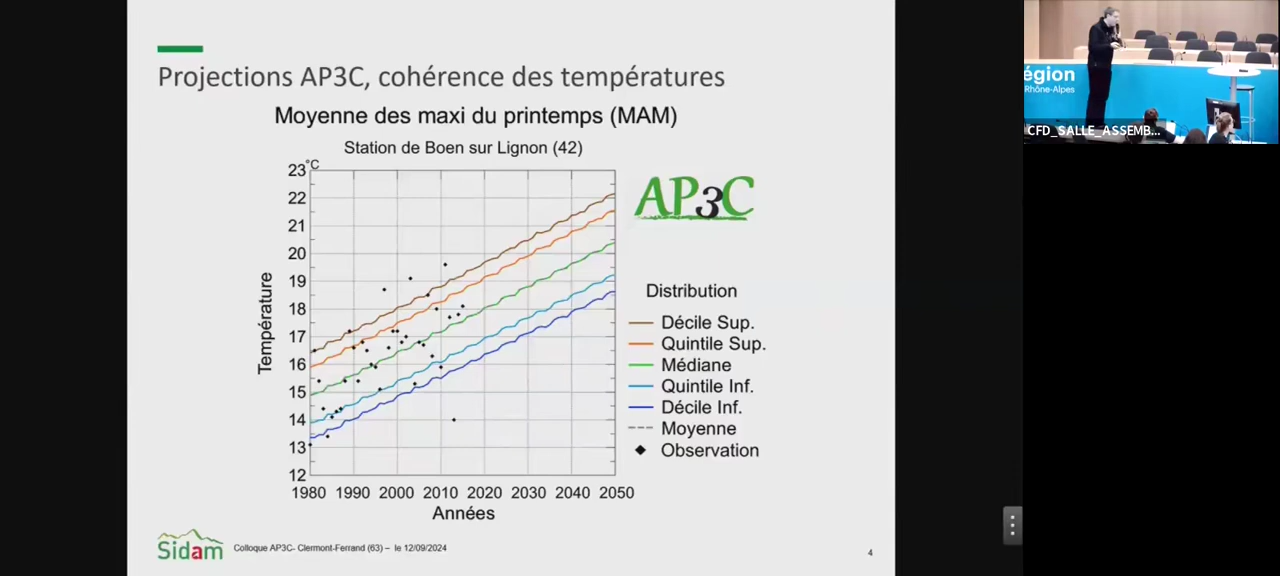 Projections AP3C, cohérence des températures
Moyenne des maxi du printemps (MAM)
Station de Boen sur Lignon (42)
°C
23
22
21
20
19
18
17
16
15
14
13
12
Température
1980 1990 2000 2010 2020 2030 2040 2050
Années
AP3C
Distribution
Décile Sup.
Quintile Sup.
Médiane
Quintile Inf.
Décile Inf.
Moyenne
Observation
Sidam
Colloque AP3C- Clermont-Ferrand (63) – le 12/09/2024
4
égion
Rhône-Alpes
CFD_SALLE_ASSEMB...